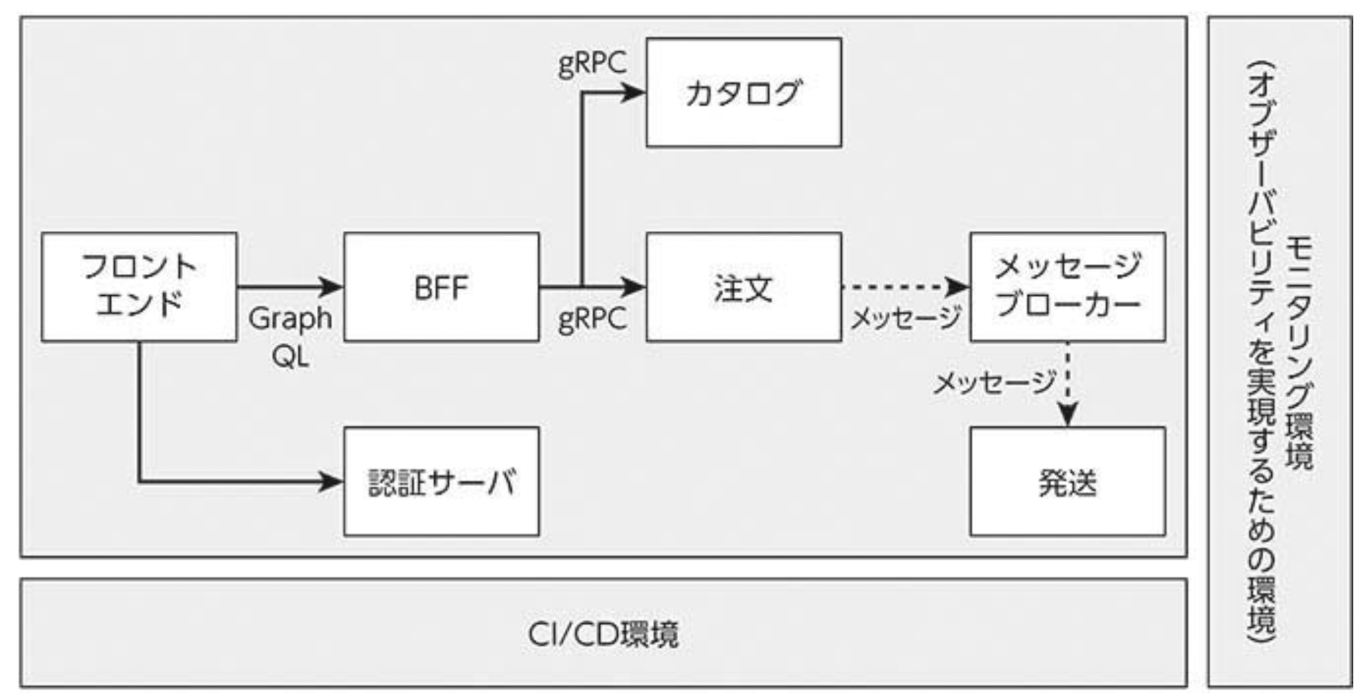 gRPC
カタログ
フロント
エンド
Graph
QL
BFF
gRPC
注文
メッセージ
メッセージ
ブローカー
メッセージ
認証サーバ
発送
CI/CD環境
モニタリング環境
(オブザーバビリティを実現するための環境)